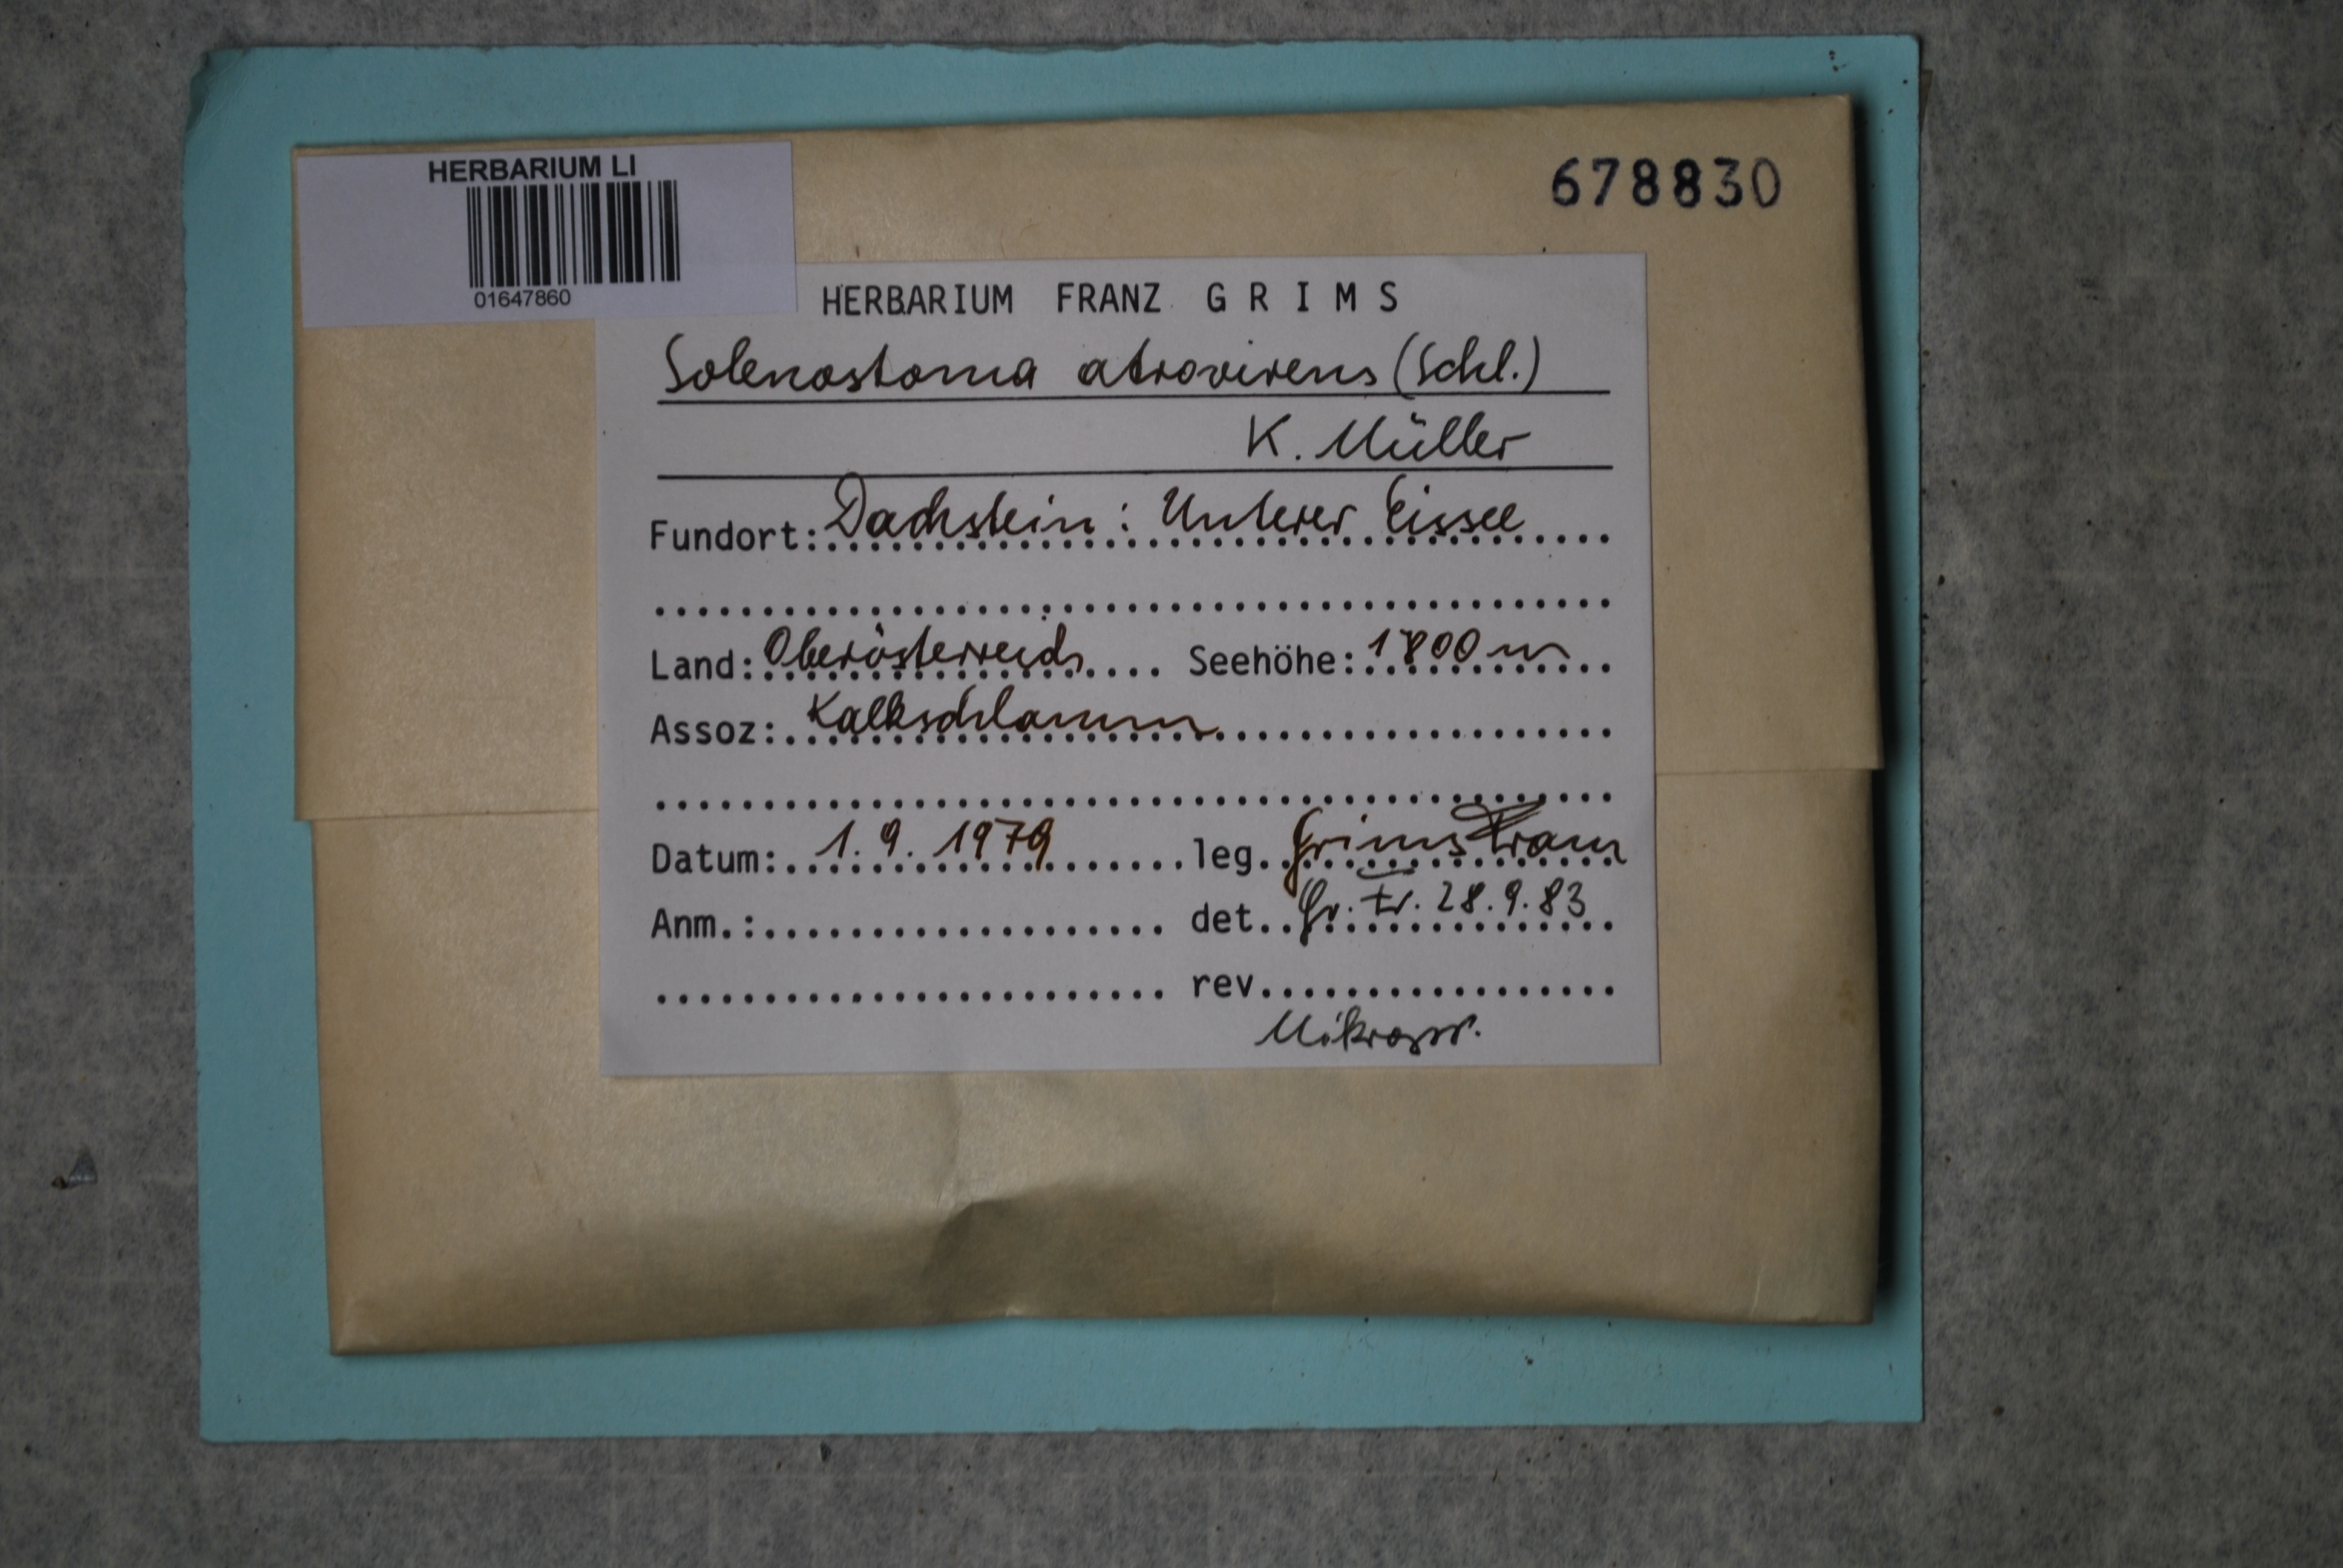 HERBARIUM LI
01647860
678830
HERBARIUM FRANZ GRIMS
Solenostoma atrovirens (Schl.)
K. Müller
Fundort: Dachstein: Unterer Eissee
Land: Oberösterreich Seehöhe: 1800 m
Assoz: Kalkschlamm
Datum: 1. 9. 1979 leg. Grims Franz
Anm.: det. Gr. Fr. 28.9.83
rev